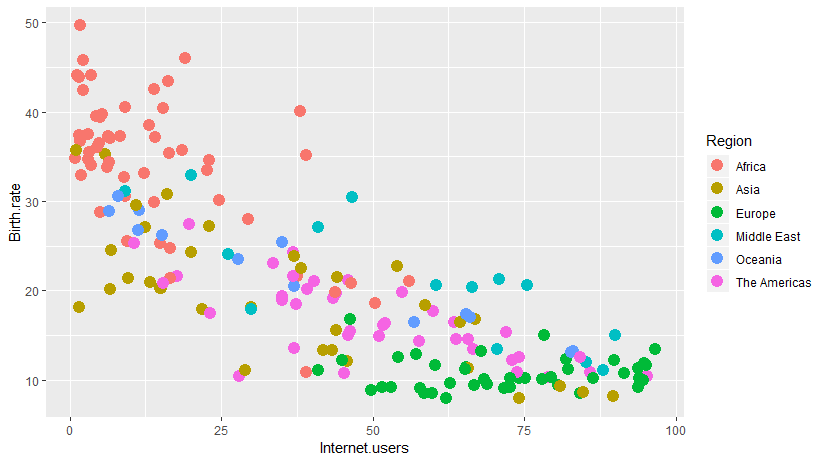 50
40
30
20
10
Birth.rate
0
25
50
75
100
Internet.users
Region
Africa
Asia
Europe
Middle East
Oceania
The Americas